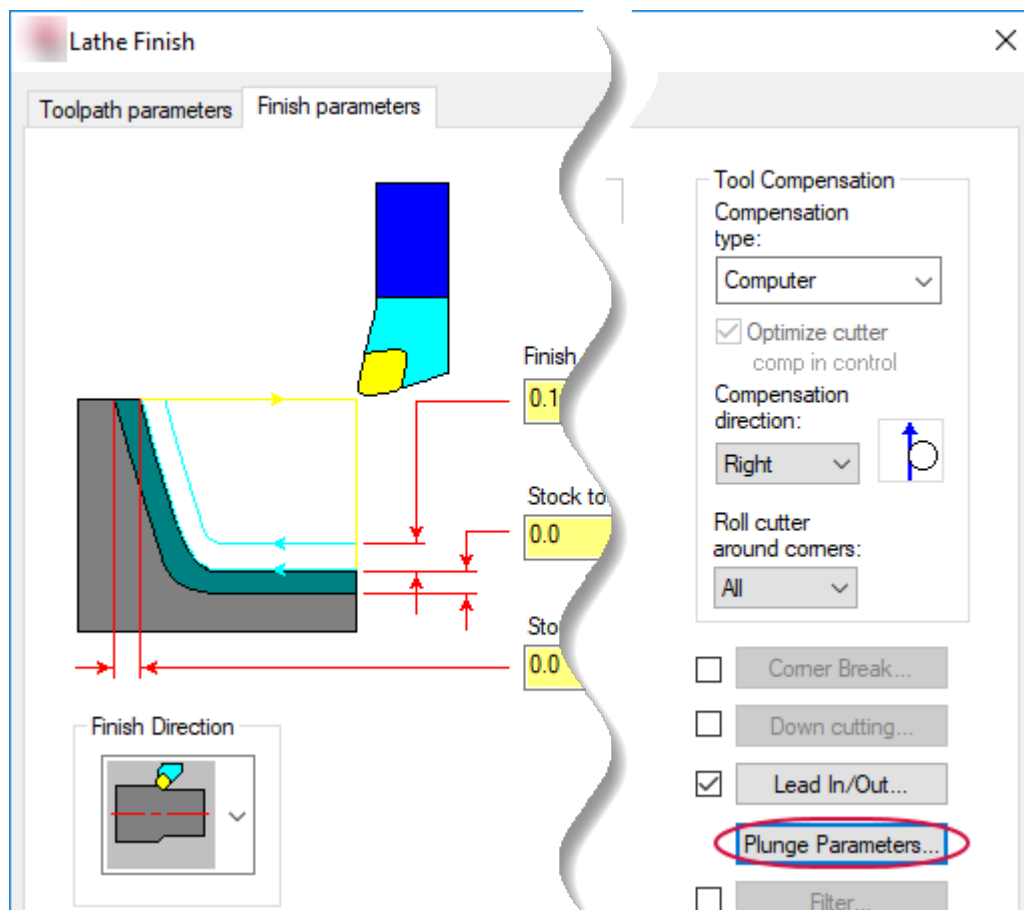 Lathe Finish
Toolpath parameters
Finish parameters
Finish
0.1
Stock to
0.0
0.0
Finish Direction
Tool Compensation
Compensation
type:
Computer
Optimize cutter
comp in control
Compensation
direction:
Right
Roll cutter
around corners:
All
Corner Break...
Down cutting...
Lead In/Out...
Plunge Parameters...
Filter...